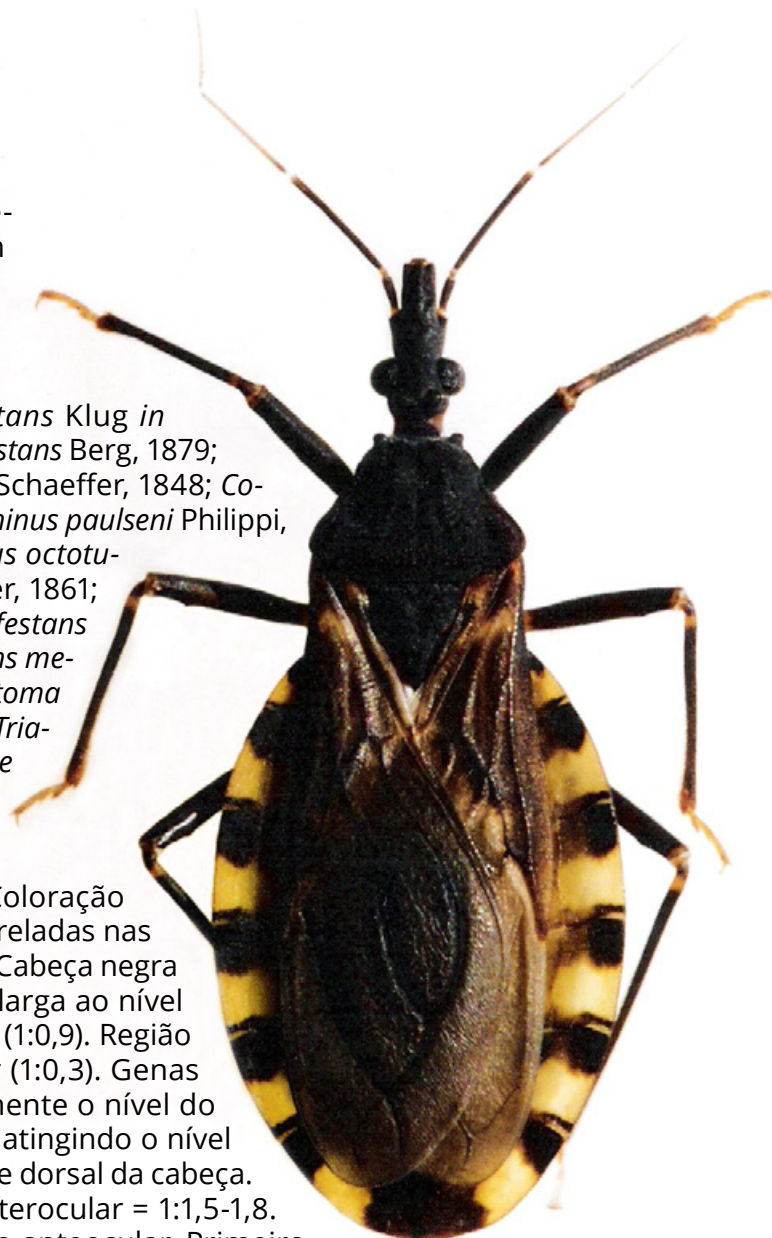 tans Klug in
stans Berg, 1879;
Schaeffer, 1848; Co-
ninus paulseni Philippi,
us octotu-
er, 1861;
festans
ns me-
toma
Tria-
e
Coloração
reladas nas
Cabeça negra
larga ao nível
(1:0,9). Região
(1:0,3). Genas
mente o nível do
atingindo o nível
e dorsal da cabeça.
terocular = 1:1,5-1,8.